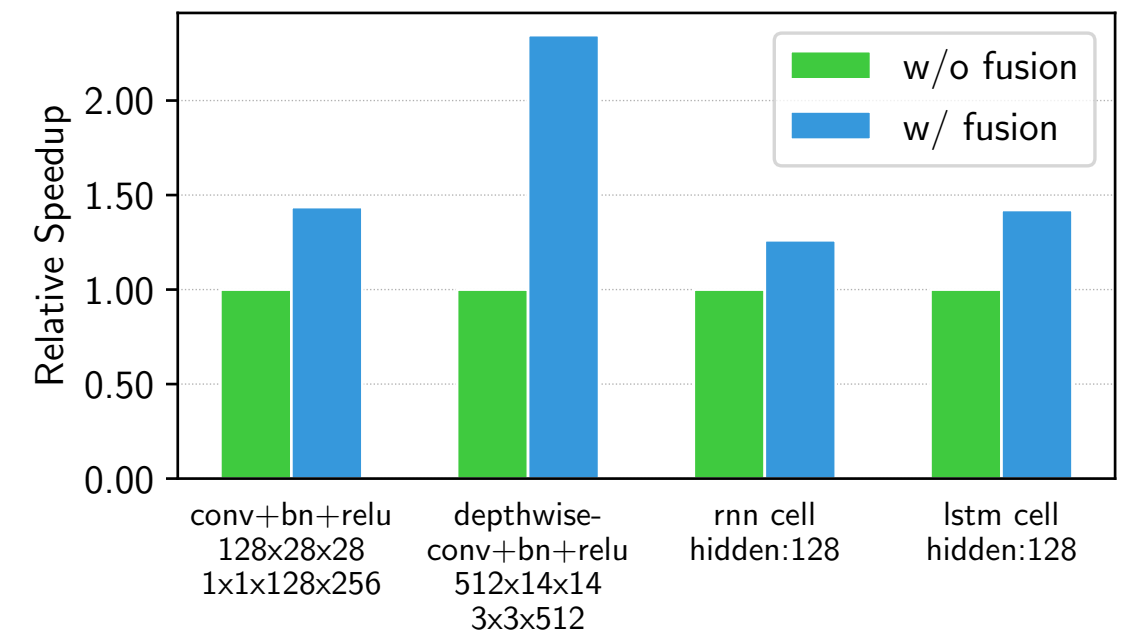 Relative Speedup
2.00
1.50
1.00
0.50
0.00
w/o fusion
w/ fusion
conv+bn+relu
128x28x28
1x1x128x256
depthwise-
conv+bn+relu
512x14x14
3x3x512
rnn cell
hidden:128
lstm cell
hidden:128